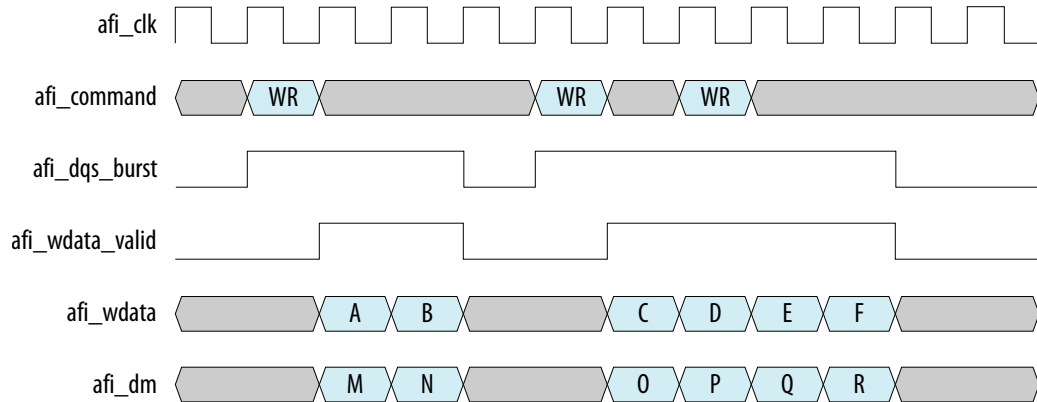 afi_clk
afi_command WR WR WR
afi_dqs_burst
afi_wdata_valid
afi_wdata A B C D E F
afi_dm M N O P Q R